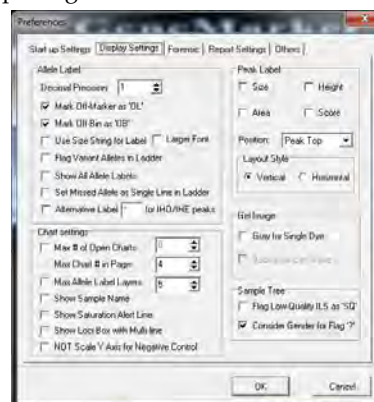 Preferences
Start up Settings Display Settings Forensic Report Settings Others
Allele Label
Decimal Precision: 1
Mark Off-Marker as 'OL'
Mark Off-Bin as 'OB'
Use Size String for Label Larger Font
Flag Variant Alleles in Ladder
Show All Allele Labels
Set Missed Allele as Single Line in Ladder
Alternative Label for IHO/IHE peaks
Chart settings
Max # of Open Charts:
Max Chart # in Page: 4
Max Allele Label Layers:
Show Sample Name
Show Saturation Alert Line
Show Loci Box with Multi line
NOT Scale Y Axis for Negative Control
Peak Label
Size Height
Area Score
Position: Peak Top
Layout Style
Vertical Horizontal
Gel Image
Gray for Single Dye
Sample Tree
Flag Low Quality ILS as 'SQ'
Consider Gender for Flag '?'
OK Cancel